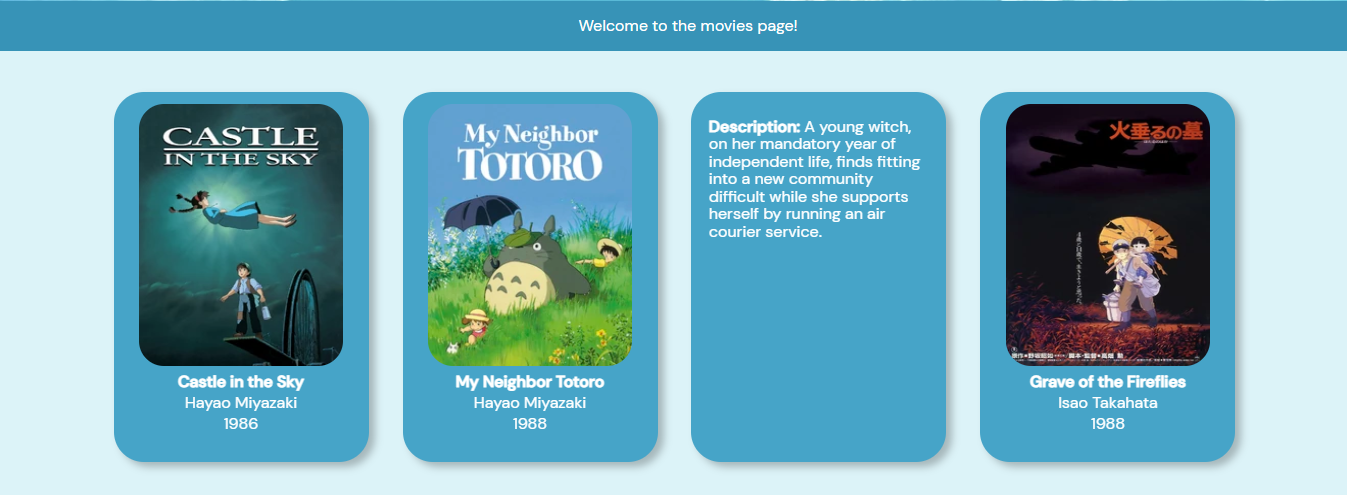 Welcome to the movies page!
CASTLE
IN THE SKY
Castle in the Sky
Hayao Miyazaki
1986
My Neighbor
TOTORO
My Neighbor Totoro
Hayao Miyazaki
1988
Description: A young witch,
on her mandatory year of
independent life, finds fitting
into a new community
difficult while she supports
herself by running an air
courier service.
火垂るの墓
Grave of the Fireflies
Isao Takahata
1988